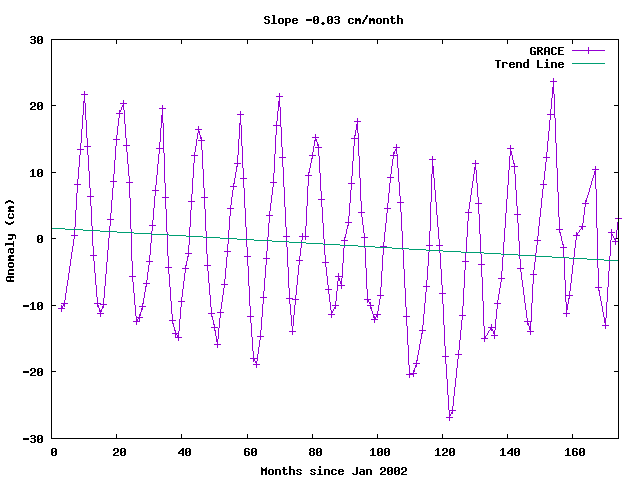 Slope -0.03 cm/month
GRACE
Trend Line
Anomaly (cm)
30
20
10
0
-10
-20
-30
0 20 40 60 80 100 120 140 160
Months since Jan 2002